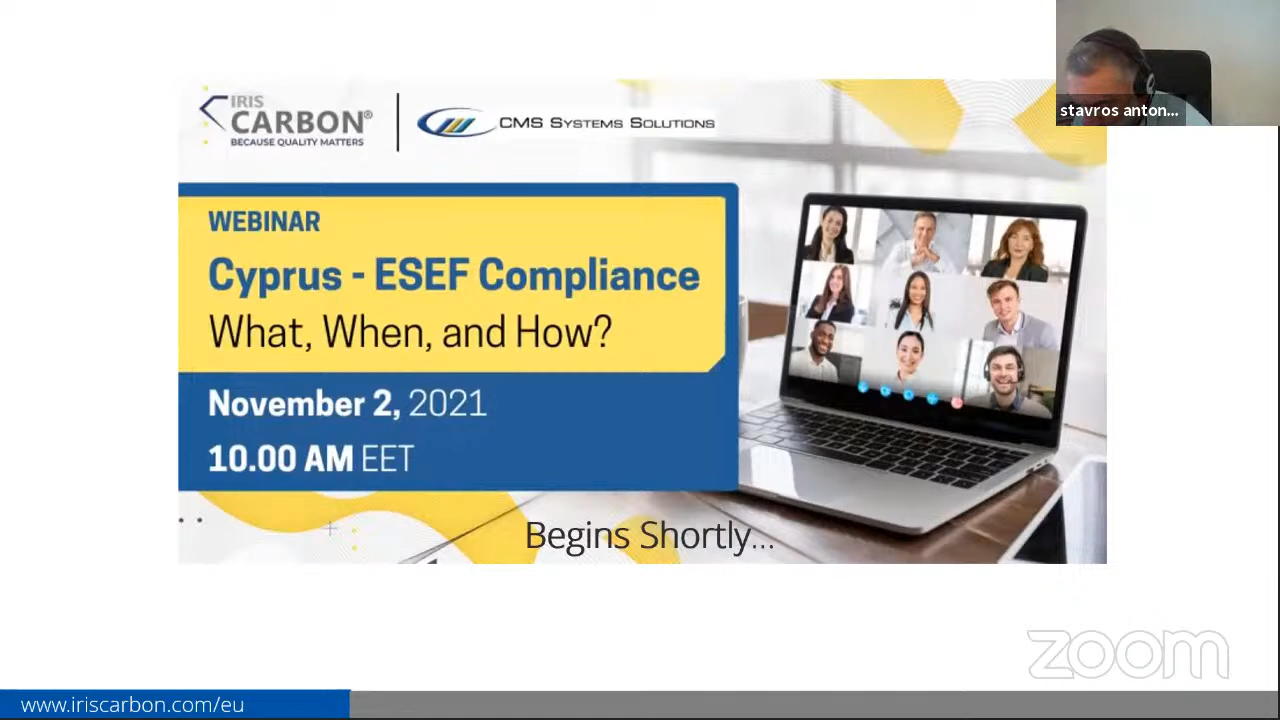 IRIS
CARBON®
BECAUSE QUALITY MATTERS
CMS SYSTEMS SOLUTIONS
stavros anton...
WEBINAR
Cyprus - ESEF Compliance
What, When, and How?
November 2, 2021
10.00 AM EET
Begins Shortly...
zoom
www.iriscarbon.com/eu